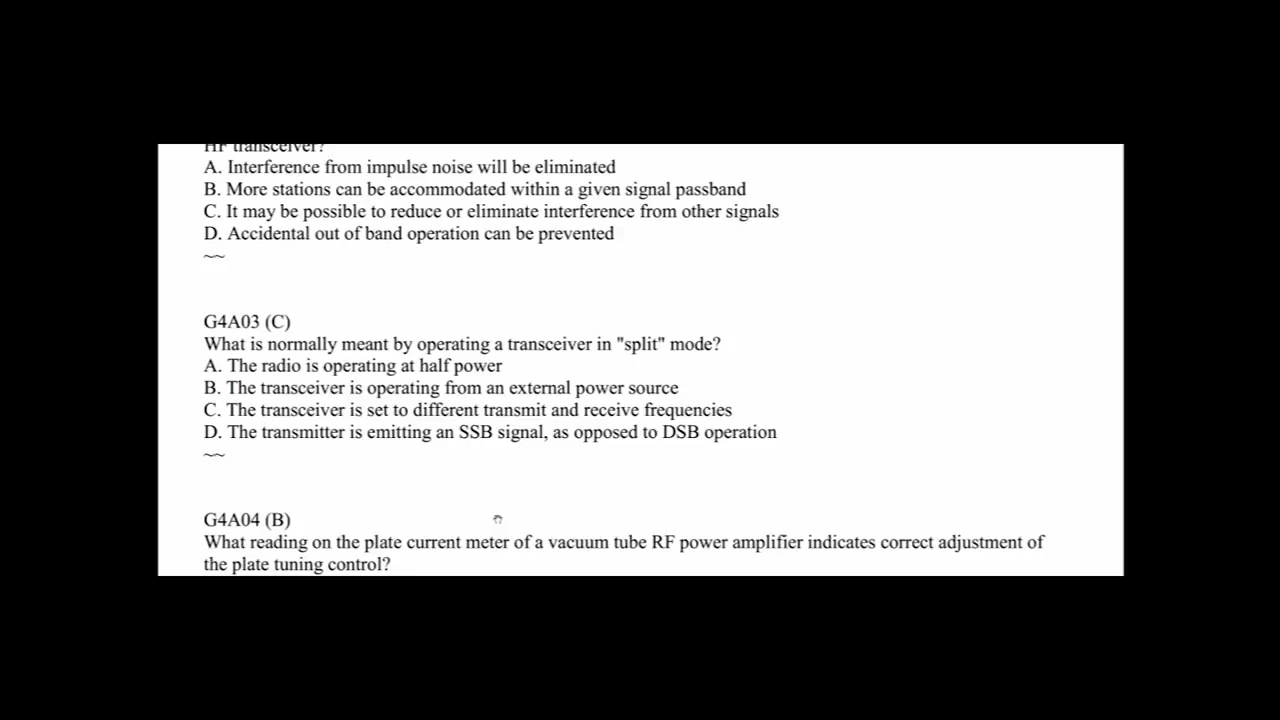 HF transceiver?
A. Interference from impulse noise will be eliminated
B. More stations can be accommodated within a given signal passband
C. It may be possible to reduce or eliminate interference from other signals
D. Accidental out of band operation can be prevented
~~
G4A03 (C)
What is normally meant by operating a transceiver in "split" mode?
A. The radio is operating at half power
B. The transceiver is operating from an external power source
C. The transceiver is set to different transmit and receive frequencies
D. The transmitter is emitting an SSB signal, as opposed to DSB operation
~~
G4A04 (B)
What reading on the plate current meter of a vacuum tube RF power amplifier indicates correct adjustment of
the plate tuning control?